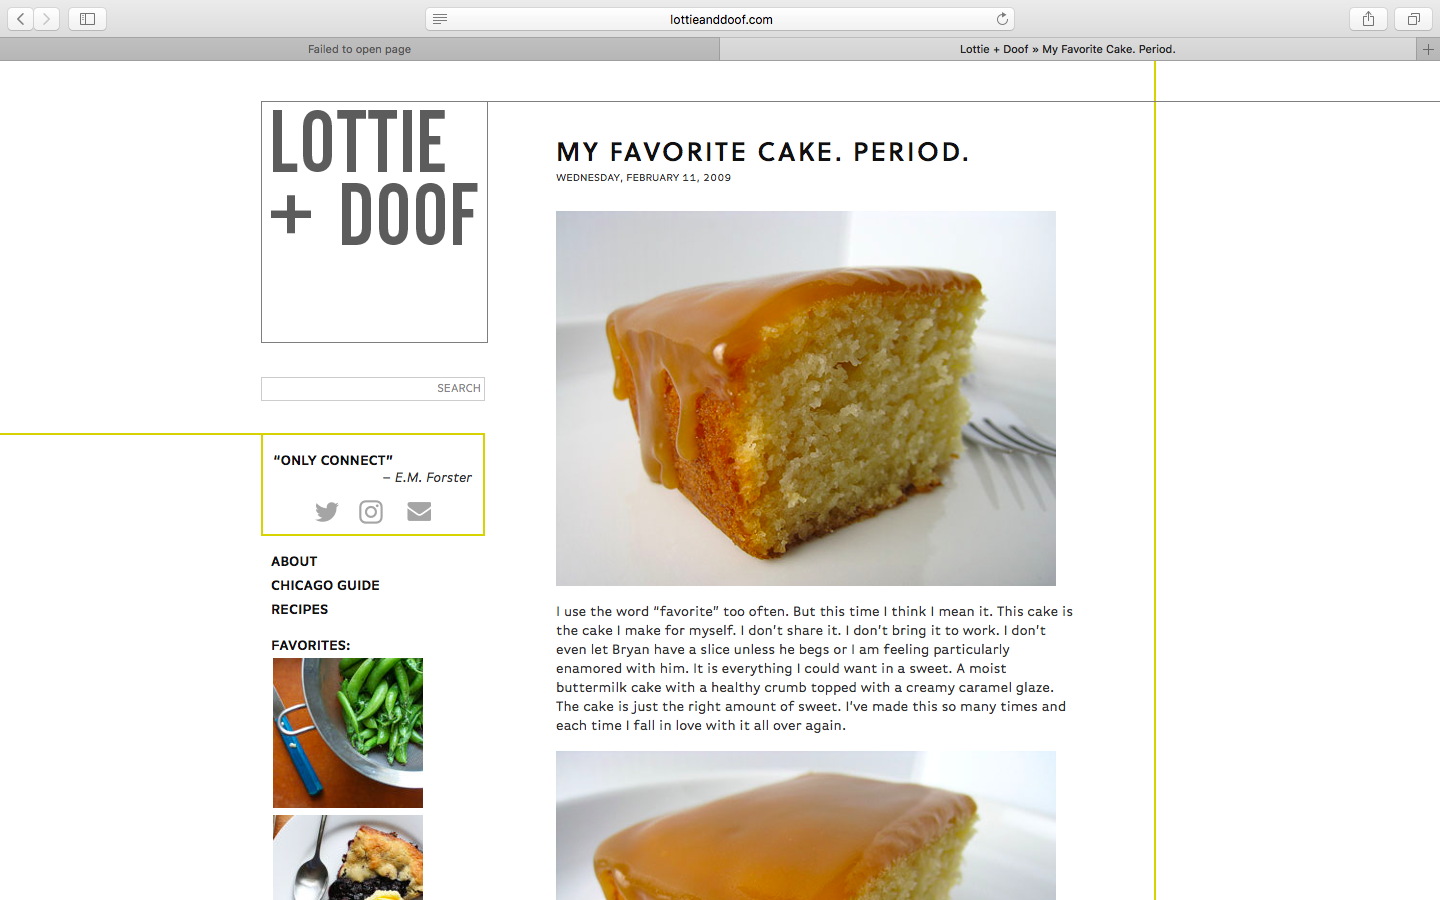 lottieanddoof.com
Failed to open page
Lottie + Doof » My Favorite Cake. Period.
LOTTIE
+ DOOF
SEARCH
“ONLY CONNECT”
– E.M. Forster
ABOUT
CHICAGO GUIDE
RECIPES
FAVORITES:
MY FAVORITE CAKE. PERIOD.
WEDNESDAY, FEBRUARY 11, 2009
I use the word “favorite” too often. But this time I think I mean it. This cake is
the cake I make for myself. I don’t share it. I don’t bring it to work. I don’t
even let Bryan have a slice unless he begs or I am feeling particularly
enamored with him. It is everything I could want in a sweet. A moist
buttermilk cake with a healthy crumb topped with a creamy caramel glaze.
The cake is just the right amount of sweet. I’ve made this so many times and
each time I fall in love with it all over again.